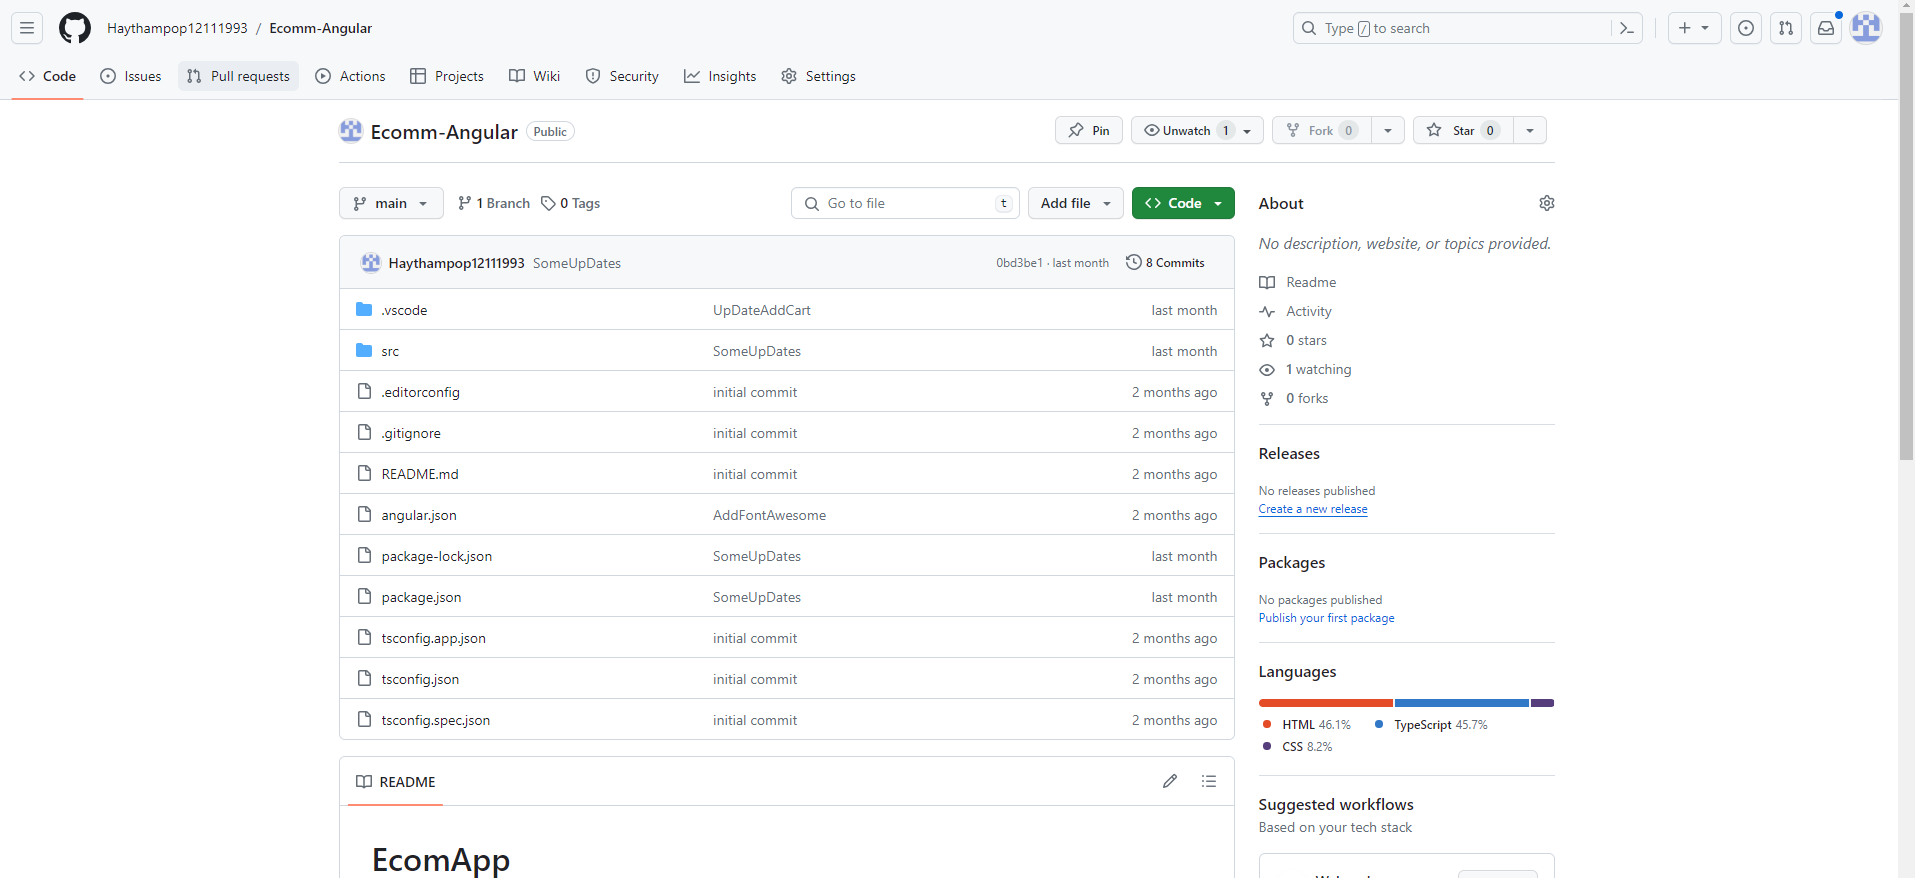 Haythampop12111993 / Ecomm-Angular
Type / to search
Code Issues Pull requests Actions Projects Wiki Security Insights Settings
Ecomm-Angular Public
Pin Unwatch 1 Fork 0 Star 0
main 1 Branch 0 Tags Go to file t Add file Code
Haythampop12111993 SomeUpDates 0bd3be1 · last month 8 Commits
.vscode UpDateAddCart last month
src SomeUpDates last month
.editorconfig initial commit 2 months ago
.gitignore initial commit 2 months ago
README.md initial commit 2 months ago
angular.json AddFontAwesome 2 months ago
package-lock.json SomeUpDates last month
package.json SomeUpDates last month
tsconfig.app.json initial commit 2 months ago
tsconfig.json initial commit 2 months ago
tsconfig.spec.json initial commit 2 months ago
README
EcomApp
About
No description, website, or topics provided.
Readme
Activity
0 stars
1 watching
0 forks
Releases
No releases published
Create a new release
Packages
No packages published
Publish your first package
Languages
HTML 46.1% TypeScript 45.7%
CSS 8.2%
Suggested workflows
Based on your tech stack